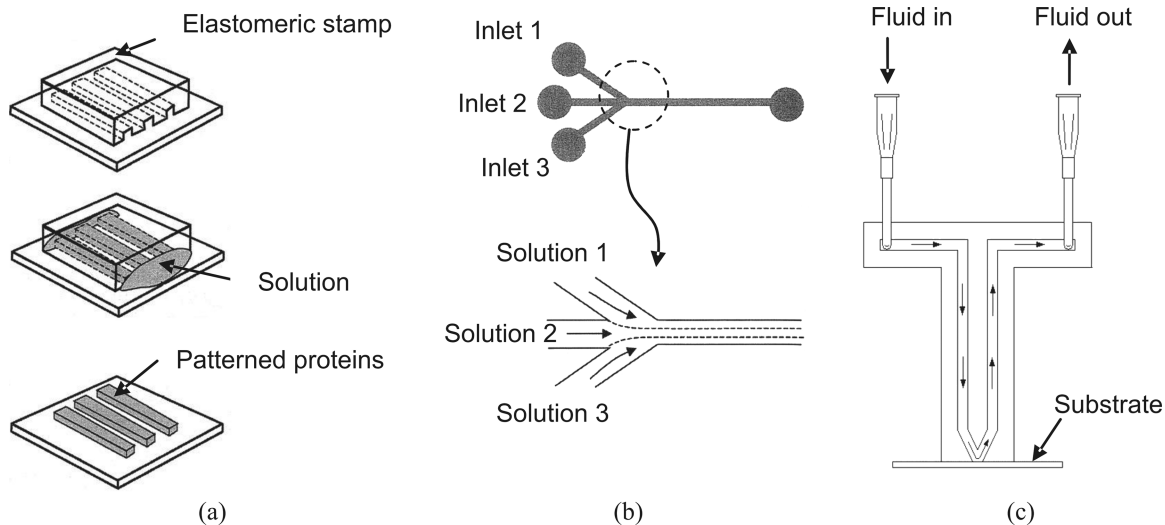 Elastomeric stamp
Solution
Patterned proteins
(a)
Inlet 1
Inlet 2
Inlet 3
Solution 1
Solution 2
Solution 3
(b)
Fluid in
Fluid out
Substrate
(c)